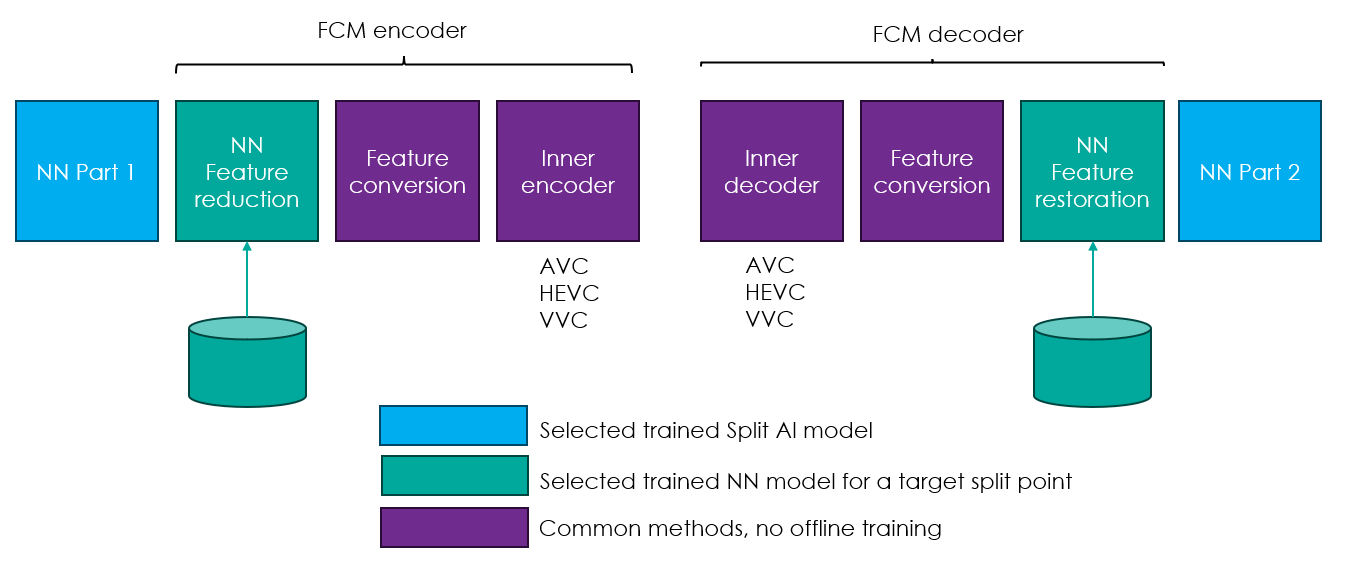 FCM encoder
FCM decoder
NN Part 1
NN
Feature
reduction
Feature
conversion
Inner
encoder
Inner
decoder
Feature
conversion
NN
Feature
restoration
NN Part 2
AVC
HEVC
VVC
AVC
HEVC
VVC
Selected trained Split AI model
Selected trained NN model for a target split point
Common methods, no offline training